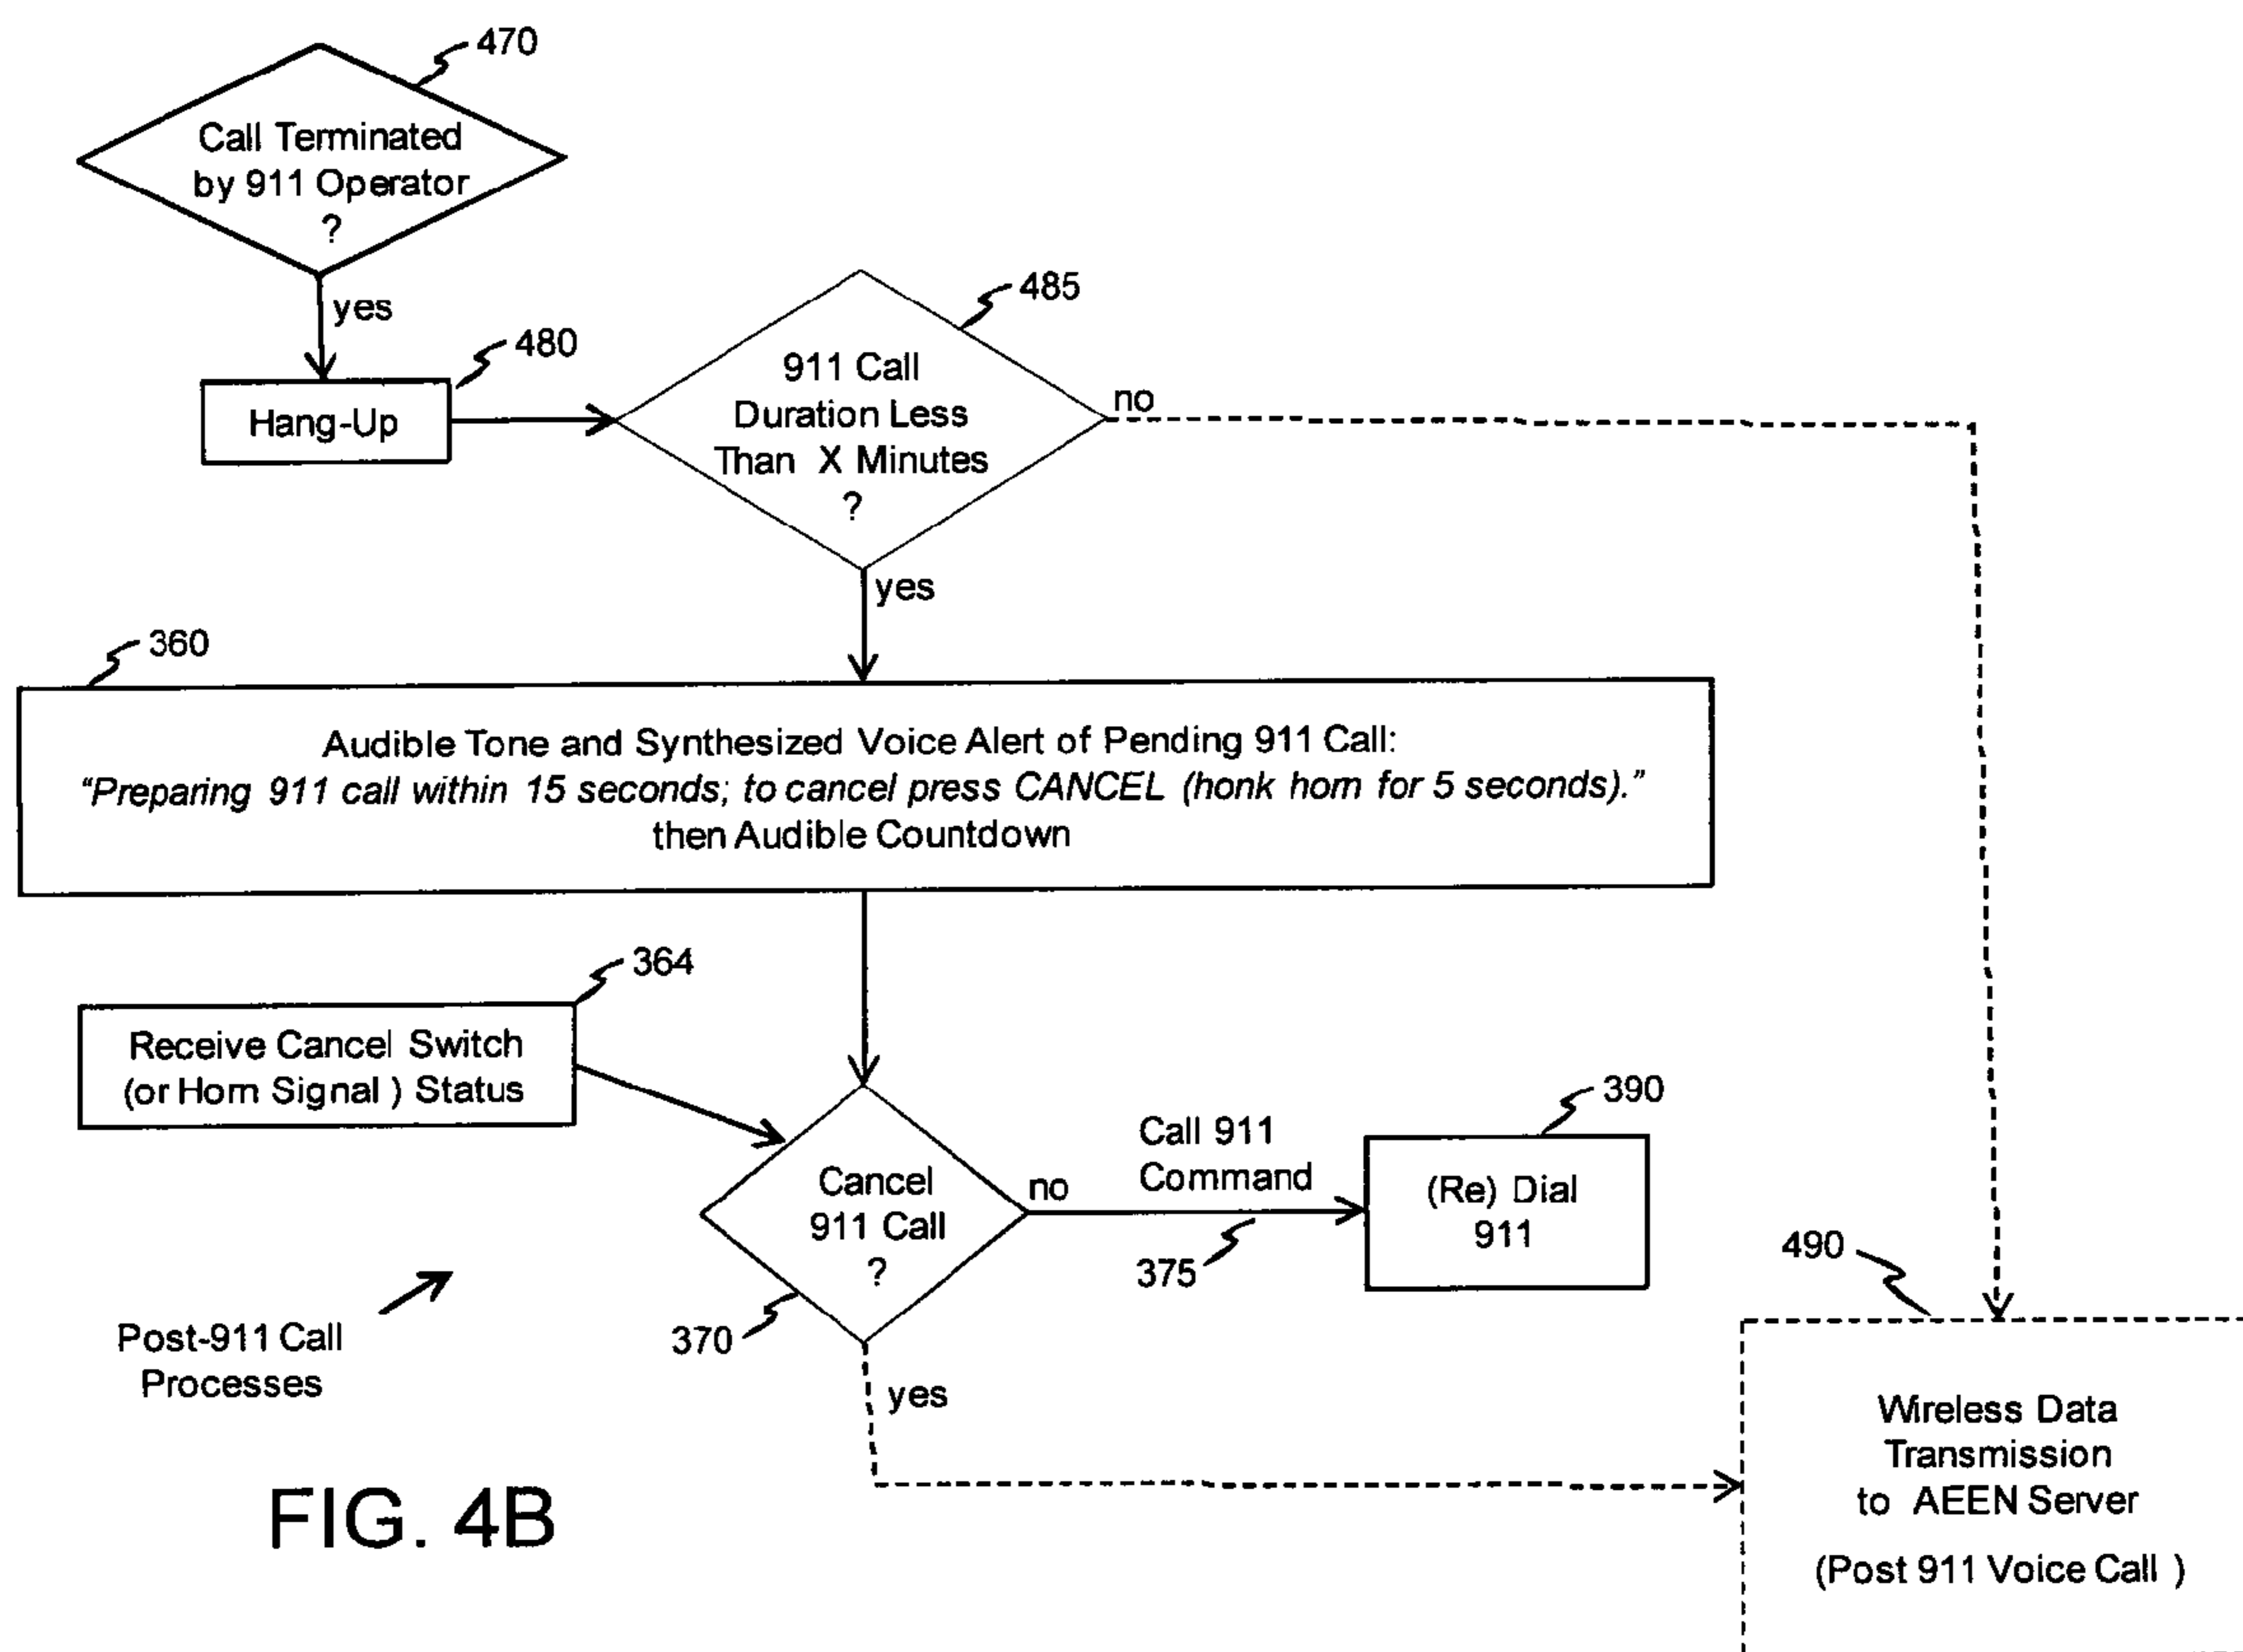 470
Call Terminated
by 911 Operator
?
yes
480
Hang-Up
485
911 Call
Duration Less
Than X Minutes
?
no
yes
360
Audible Tone and Synthesized Voice Alert of Pending 911 Call:
“Preparing 911 call within 15 seconds; to cancel press CANCEL (honk horn for 5 seconds).”
then Audible Countdown
364
Receive Cancel Switch
(or Horn Signal ) Status
Cancel
911 Call
?
370
no
Call 911
Command
375
390
(Re) Dial
911
yes
490
Wireless Data
Transmission
to AEEN Server
(Post 911 Voice Call )
Post-911 Call
Processes
FIG. 4B